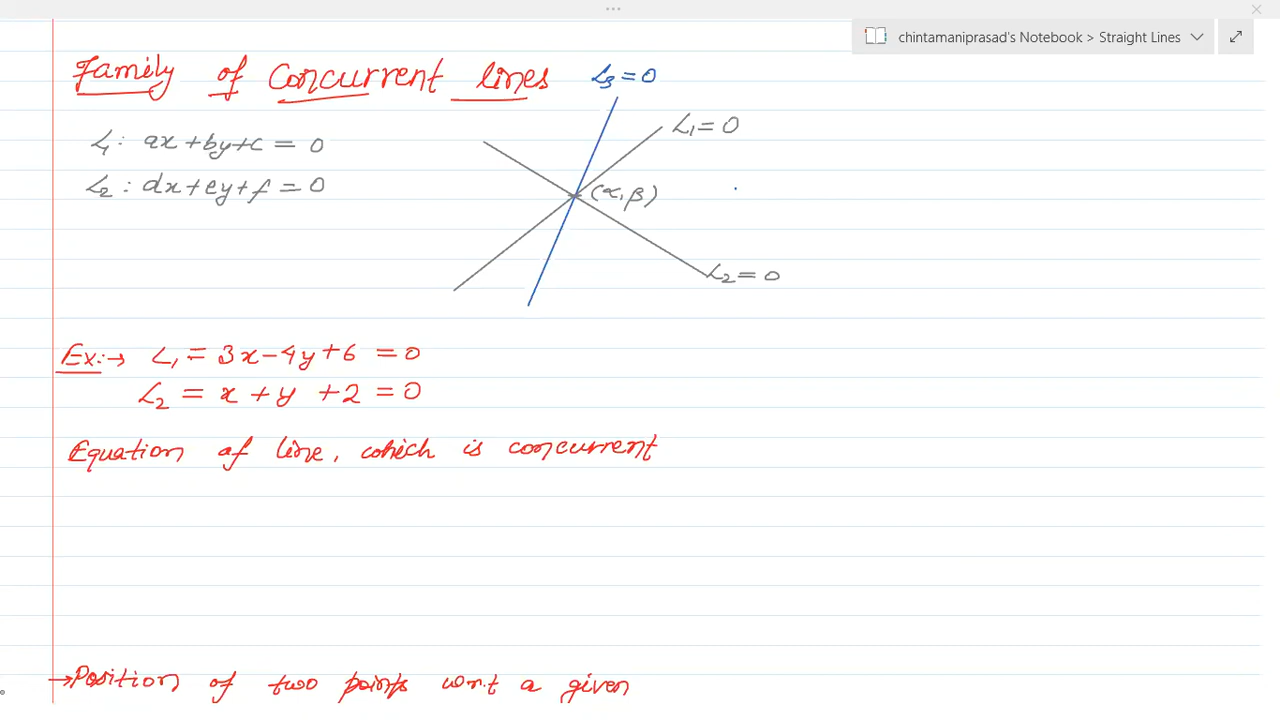 chintamaniprasad's Notebook > Straight Lines
Family of Concurrent lines
L₃ = 0
L₁ = 0
L₁ : ax + by + c = 0
L₂ : dx + ey + f = 0
(α, β)
L₂ = 0
Ex:→ L₁ = 3x - 4y + 6 = 0
L₂ = x + y + 2 = 0
Equation of line, which is concurrent
→ Position of two points w.r.t a given